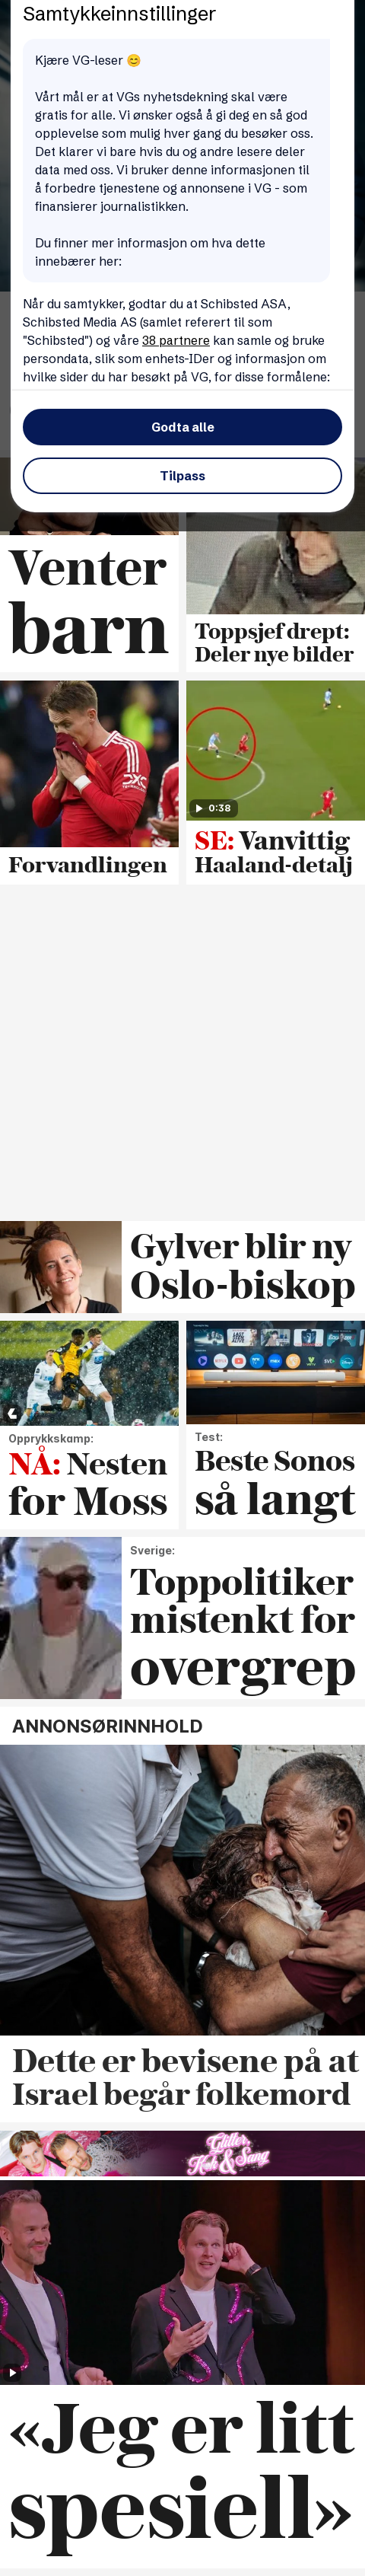 Samtykkeinnstillinger
Kjære VG-leser 😊
Vårt mål er at VGs nyhetsdekning skal være
gratis for alle. Vi ønsker også å gi deg en så god
opplevelse som mulig hver gang du besøker oss.
Det klarer vi bare hvis du og andre lesere deler
data med oss. Vi bruker denne informasjonen til
å forbedre tjenestene og annonsene i VG - som
finansierer journalistikken.
Du finner mer informasjon om hva dette
innebærer her:
Når du samtykker, godtar du at Schibsted ASA,
Schibsted Media AS (samlet referert til som
"Schibsted") og våre 38 partnere kan samle og bruke
persondata, slik som enhets-IDer og informasjon om
hvilke sider du har besøkt på VG, for disse formålene:
Godta alle
Tilpass
Venter
barn
Toppsjef drept:
Deler nye bilder
Forvandlingen
0:38
SE: Vanvittig
Haaland-detalj
Gylver blir ny
Oslo-biskop
Opprykkskamp:
NÅ: Nesten
for Moss
Test:
Beste Sonos
så langt
Sverige:
Toppolitiker
mistenkt for
overgrep
ANNONSØRINNHOLD
Dette er bevisene på at
Israel begår folkemord
Glitter,
Kok & Sang
«Jeg er litt
spesiell»